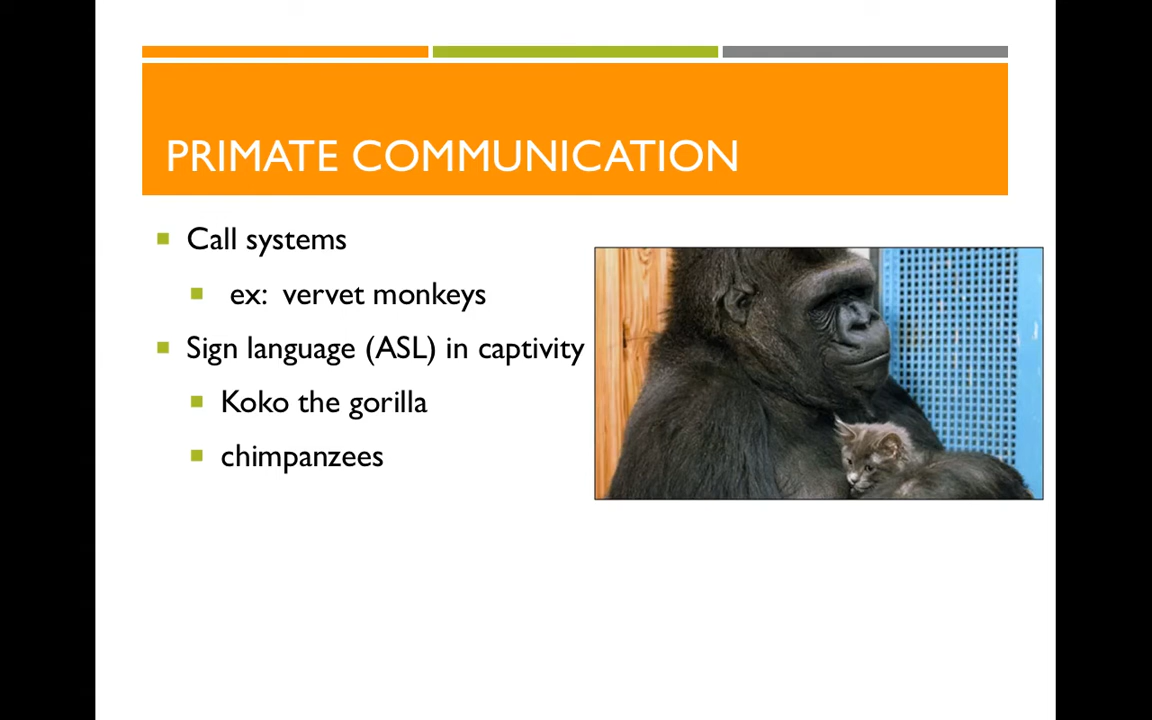 PRIMATE COMMUNICATION
Call systems
ex: vervet monkeys
Sign language (ASL) in captivity
Koko the gorilla
chimpanzees